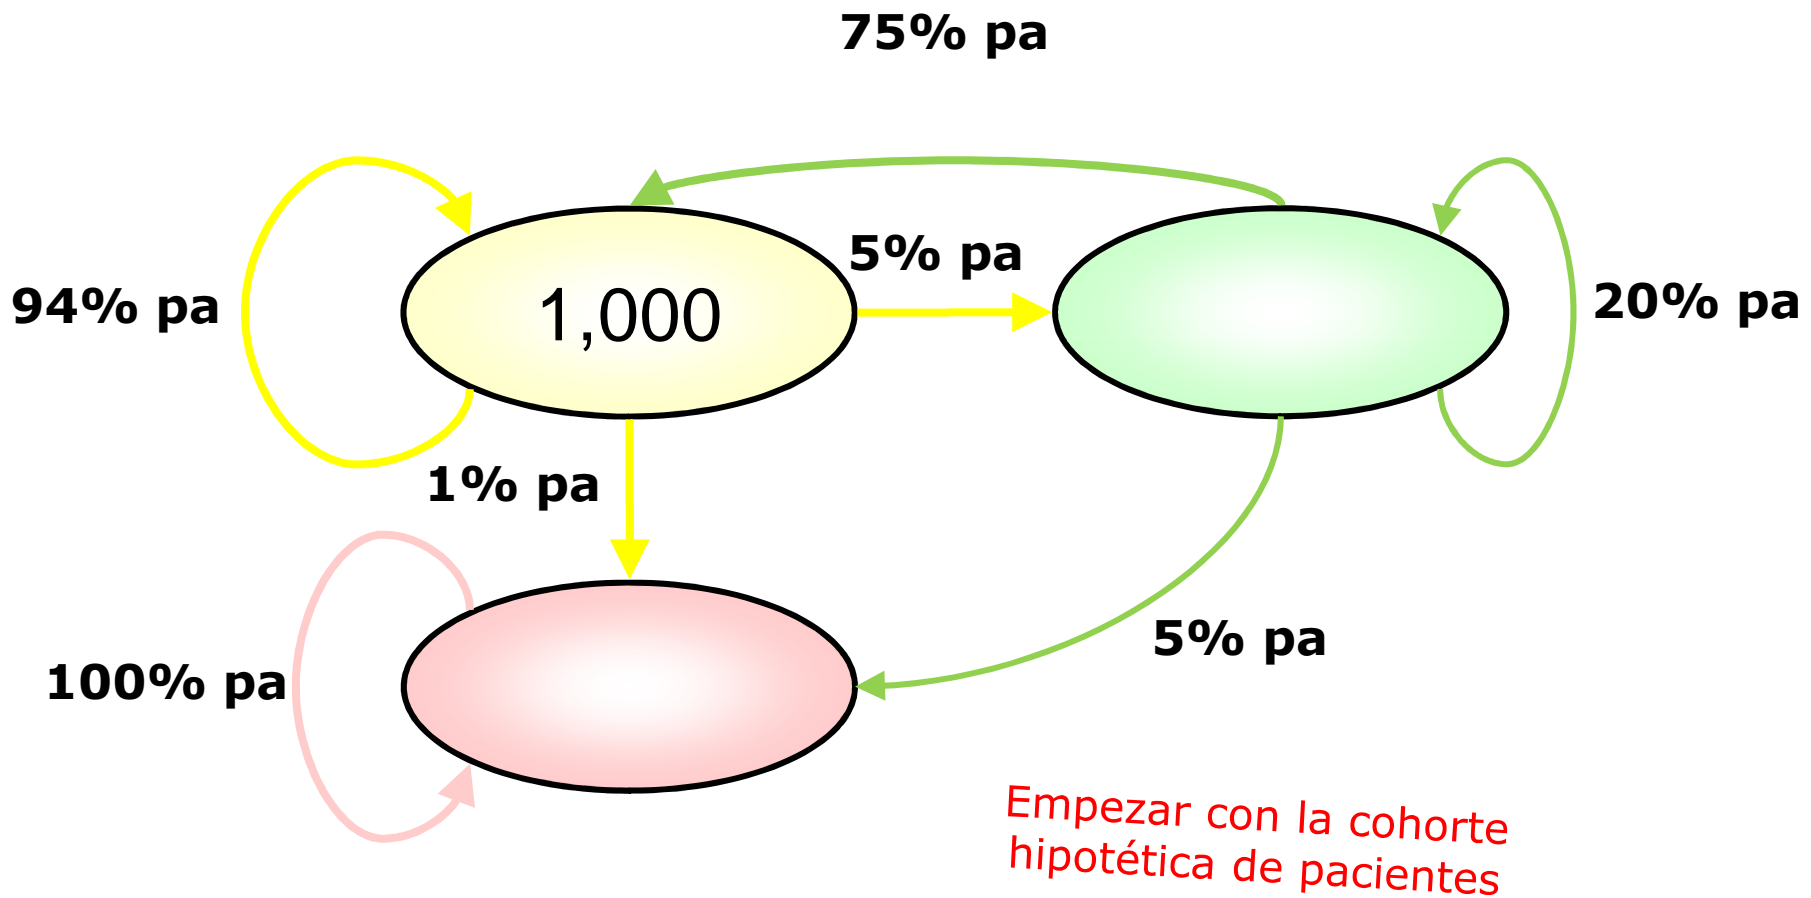 75% pa
5% pa
94% pa
1,000
20% pa
1% pa
5% pa
100% pa
Empezar con la cohorte
hipotética de pacientes